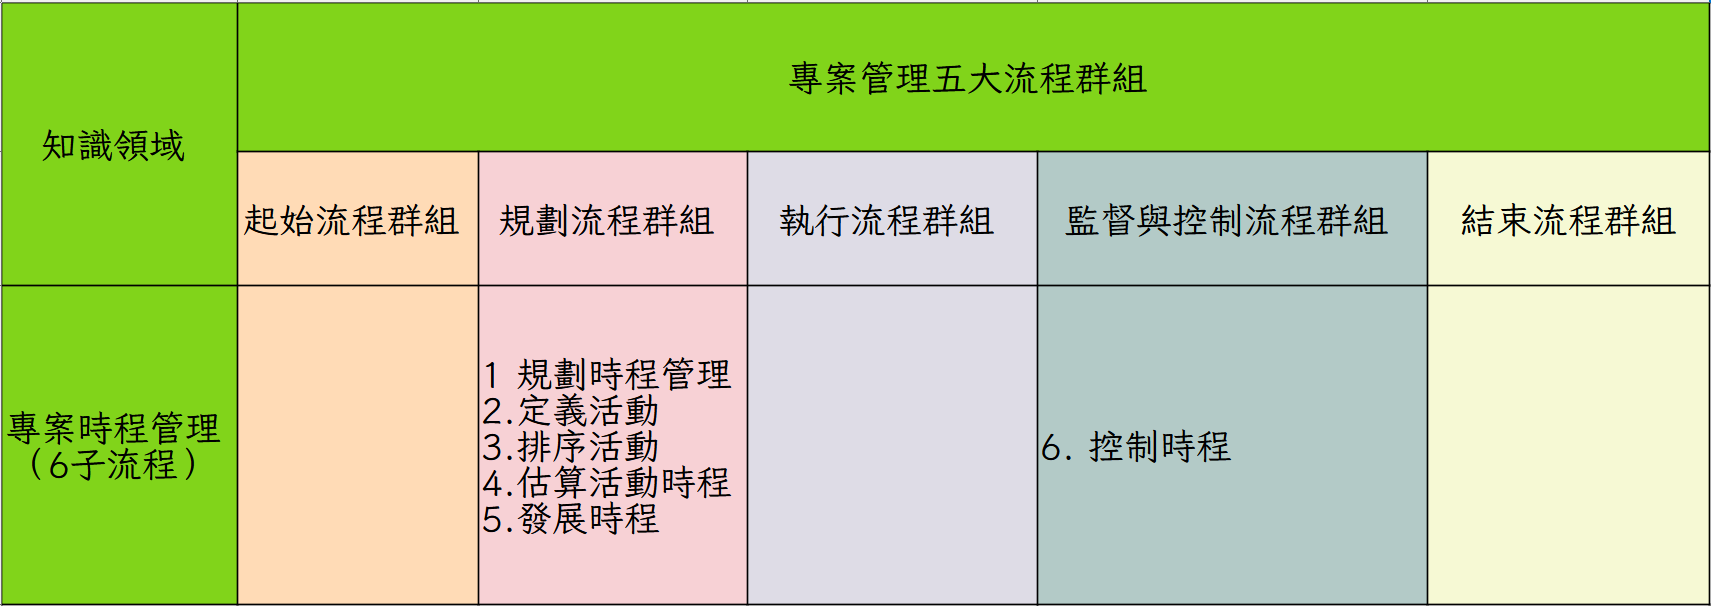 知識領域
專案管理五大流程群組
起始流程群組
規劃流程群組
執行流程群組
監督與控制流程群組
結束流程群組
專案時程管理
（6子流程）
1 規劃時程管理
2.定義活動
3.排序活動
4.估算活動時程
5.發展時程
6. 控制時程